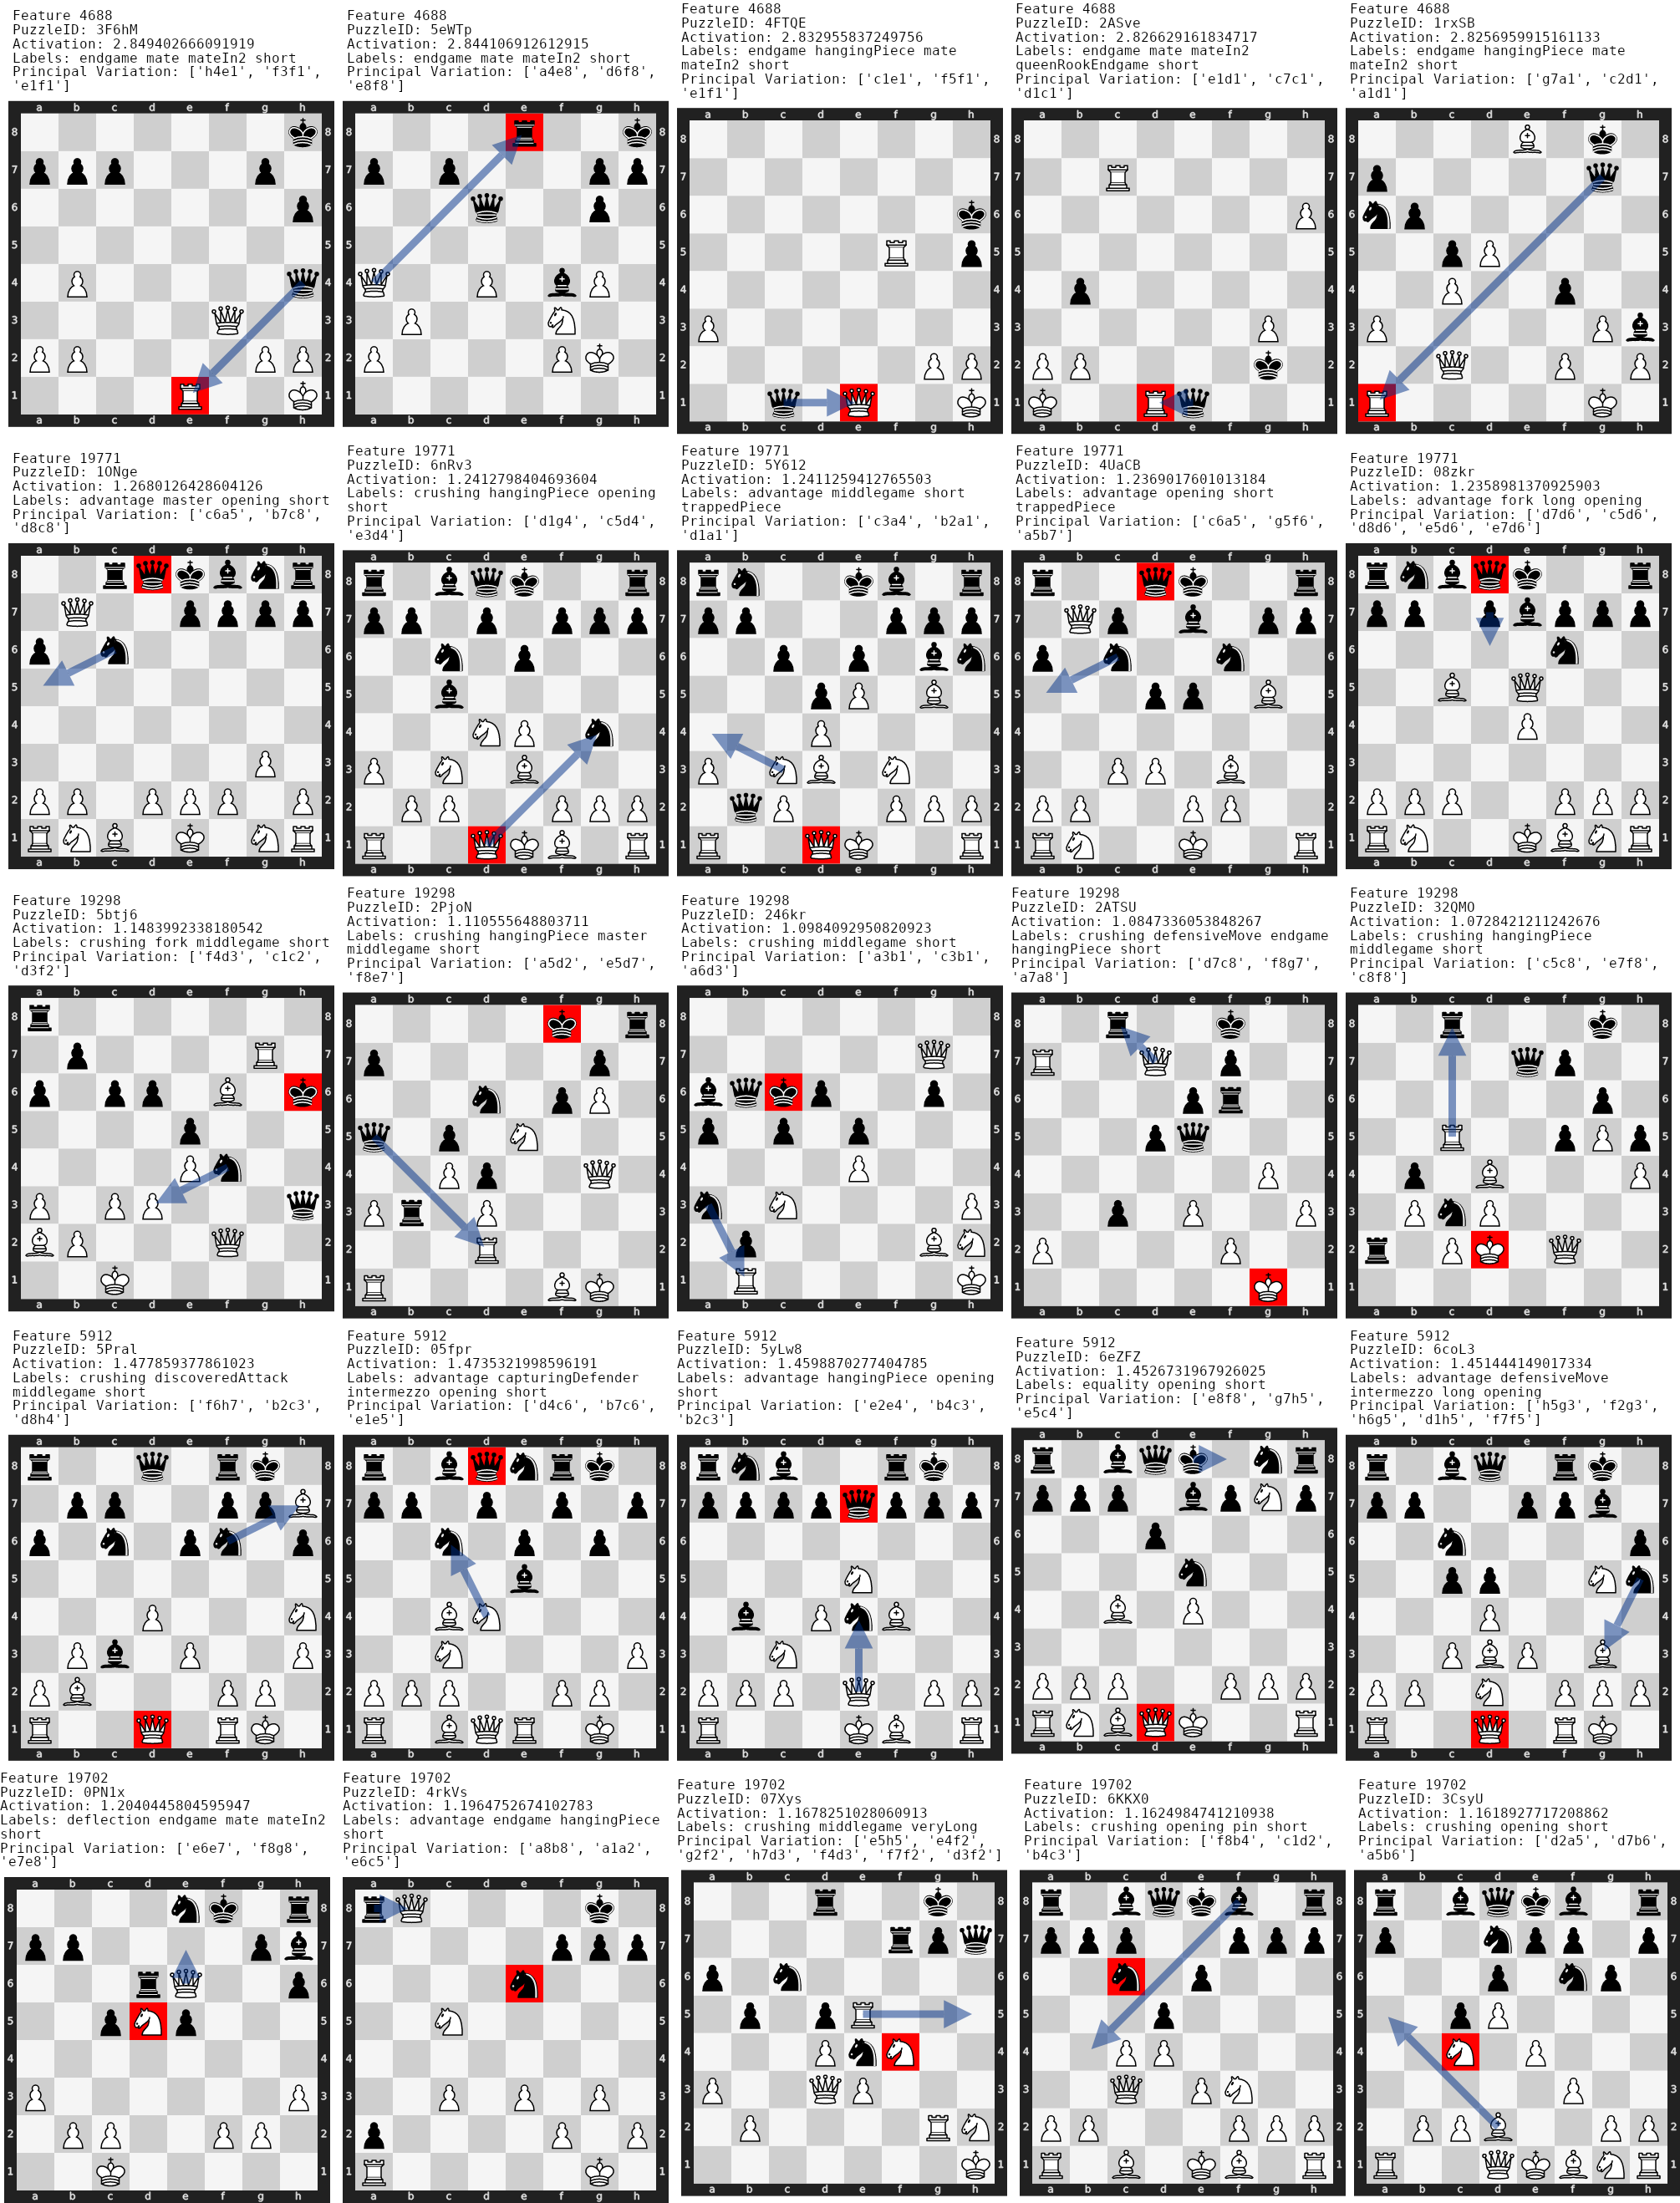 Feature 4688
PuzzleID: 3F6hM
Activation: 2.849402666091919
Labels: endgame mate mateIn2 short
Principal Variation: ['h4e1', 'f3f1',
'e1f1']
Feature 4688
PuzzleID: 5eWTp
Activation: 2.844106912612915
Labels: endgame mate mateIn2 short
Principal Variation: ['a4e8', 'd6f8',
'e8f8']
Feature 4688
PuzzleID: 4FTQE
Activation: 2.832955837249756
Labels: endgame hangingPiece mate
mateIn2 short
Principal Variation: ['c1e1', 'f5f1',
'e1f1']
Feature 4688
PuzzleID: 2ASve
Activation: 2.826629161834717
Labels: endgame mate mateIn2
queenRookEndgame short
Principal Variation: ['e1d1', 'c7c1',
'd1c1']
Feature 4688
PuzzleID: 1rxSB
Activation: 2.8256959915161133
Labels: endgame hangingPiece mate
mateIn2 short
Principal Variation: ['g7a1', 'c2d1',
'a1d1']
Feature 19771
PuzzleID: 1ONge
Activation: 1.2680126428604126
Labels: advantage master opening short
Principal Variation: ['c6a5', 'b7c8',
'd8c8']
Feature 19771
PuzzleID: 6nRv3
Activation: 1.2412798404693604
Labels: crushing hangingPiece opening
short
Principal Variation: ['d1g4', 'c5d4',
'e3d4']
Feature 19771
PuzzleID: 5Y612
Activation: 1.2411259412765503
Labels: advantage middlegame short
trappedPiece
Principal Variation: ['c3a4', 'b2a1',
'd1a1']
Feature 19771
PuzzleID: 4UaCB
Activation: 1.2369017601013184
Labels: advantage opening short
trappedPiece
Principal Variation: ['c6a5', 'g5f6',
'a5b7']
Feature 19771
PuzzleID: 08zkr
Activation: 1.2358981370925903
Labels: advantage fork long opening
Principal Variation: ['d7d6', 'c5d6',
'd8d6', 'e5d6', 'e7d6']
Feature 19298
PuzzleID: 5btj6
Activation: 1.1483992338180542
Labels: crushing fork middlegame short
Principal Variation: ['f4d3', 'c1c2',
'd3f2']
Feature 19298
PuzzleID: 2PjoN
Activation: 1.110555648803711
Labels: crushing hangingPiece master
middlegame short
Principal Variation: ['a5d2', 'e5d7',
'f8e7']
Feature 19298
PuzzleID: 246kr
Activation: 1.0984092950820923
Labels: crushing middlegame short
Principal Variation: ['a3b1', 'c3b1',
'a6d3']
Feature 19298
PuzzleID: 2ATSU
Activation: 1.0847336053848267
Labels: crushing defensiveMove endgame
hangingPiece short
Principal Variation: ['d7c8', 'f8g7',
'a7a8']
Feature 19298
PuzzleID: 32QMO
Activation: 1.0728421211242676
Labels: crushing hangingPiece
middlegame short
Principal Variation: ['c5c8', 'e7f8',
'c8f8']
Feature 5912
PuzzleID: 5Pral
Activation: 1.477859377861023
Labels: crushing discoveredAttack
middlegame short
Principal Variation: ['f6h7', 'b2c3',
'd8h4']
Feature 5912
PuzzleID: 05fpr
Activation: 1.4735321998596191
Labels: advantage capturingDefender
intermezzo opening short
Principal Variation: ['d4c6', 'b7c6',
'e1e5']
Feature 5912
PuzzleID: 5yLw8
Activation: 1.4598870277404785
Labels: advantage hangingPiece opening
short
Principal Variation: ['e2e4', 'b4c3',
'b2c3']
Feature 5912
PuzzleID: 6eZFZ
Activation: 1.4526731967926025
Labels: equality opening short
Principal Variation: ['e8f8', 'g7h5',
'e5c4']
Feature 5912
PuzzleID: 6coL3
Activation: 1.451444149017334
Labels: advantage defensiveMove
intermezzo long opening
Principal Variation: ['h5g3', 'f2g3',
'h6g5', 'd1h5', 'f7f5']
Feature 19702
PuzzleID: 0PN1x
Activation: 1.2040445804595947
Labels: deflection endgame mate mateIn2
short
Principal Variation: ['e6e7', 'f8g8',
'e7e8']
Feature 19702
PuzzleID: 4rkVs
Activation: 1.1964752674102783
Labels: advantage endgame hangingPiece
short
Principal Variation: ['a8b8', 'a1a2',
'e6c5']
Feature 19702
PuzzleID: 07Xys
Activation: 1.1678251028060913
Labels: crushing middlegame veryLong
Principal Variation: ['e5h5', 'e4f2',
'g2f2', 'h7d3', 'f4d3', 'f7f2', 'd3f2']
Feature 19702
PuzzleID: 6KKX0
Activation: 1.1624984741210938
Labels: crushing opening pin short
Principal Variation: ['f8b4', 'c1d2',
'b4c3']
Feature 19702
PuzzleID: 3CsyU
Activation: 1.1618927717208862
Labels: crushing opening short
Principal Variation: ['d2a5', 'd7b6',
'a5b6']